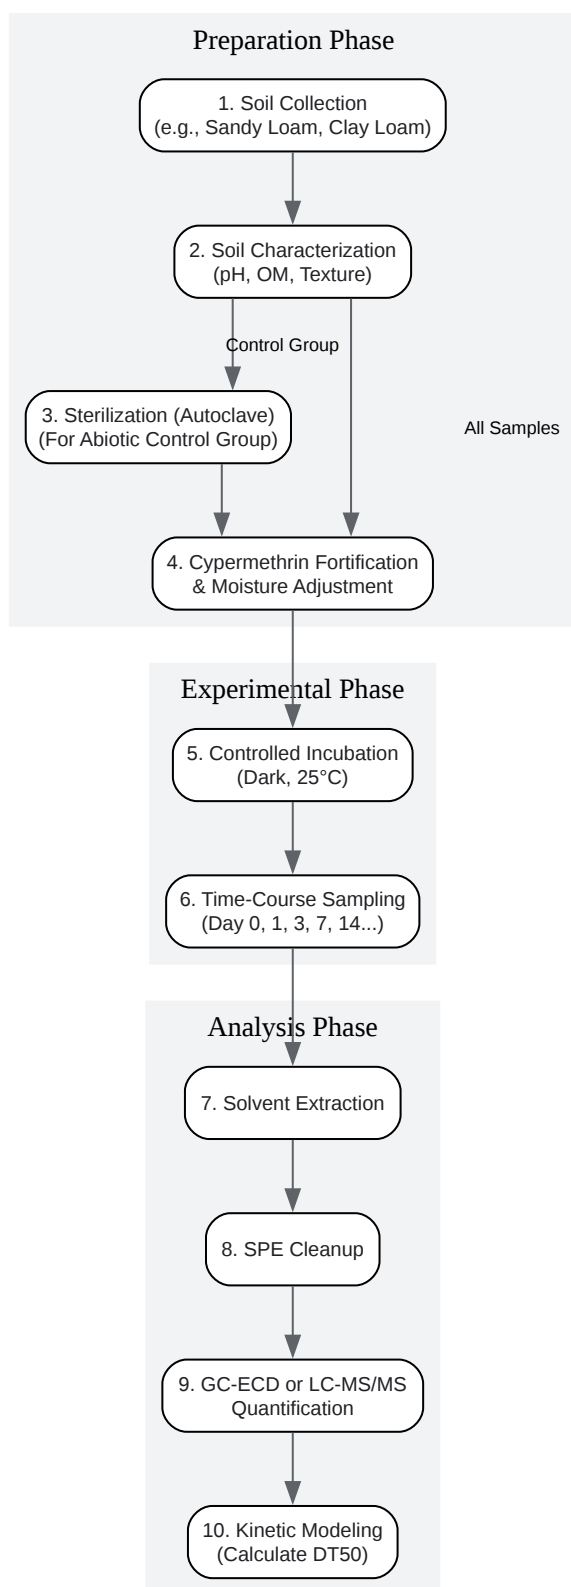 Preparation Phase
1. Soil Collection
(e.g., Sandy Loam, Clay Loam)
2. Soil Characterization
(pH, OM, Texture)
Control Group
3. Sterilization (Autoclave)
(For Abiotic Control Group)
All Samples
4. Cypermethrin Fortification
& Moisture Adjustment
Experimental Phase
5. Controlled Incubation
(Dark, 25°C)
6. Time-Course Sampling
(Day 0, 1, 3, 7, 14...)
Analysis Phase
7. Solvent Extraction
8. SPE Cleanup
9. GC-ECD or LC-MS/MS
Quantification
10. Kinetic Modeling
(Calculate DT50)